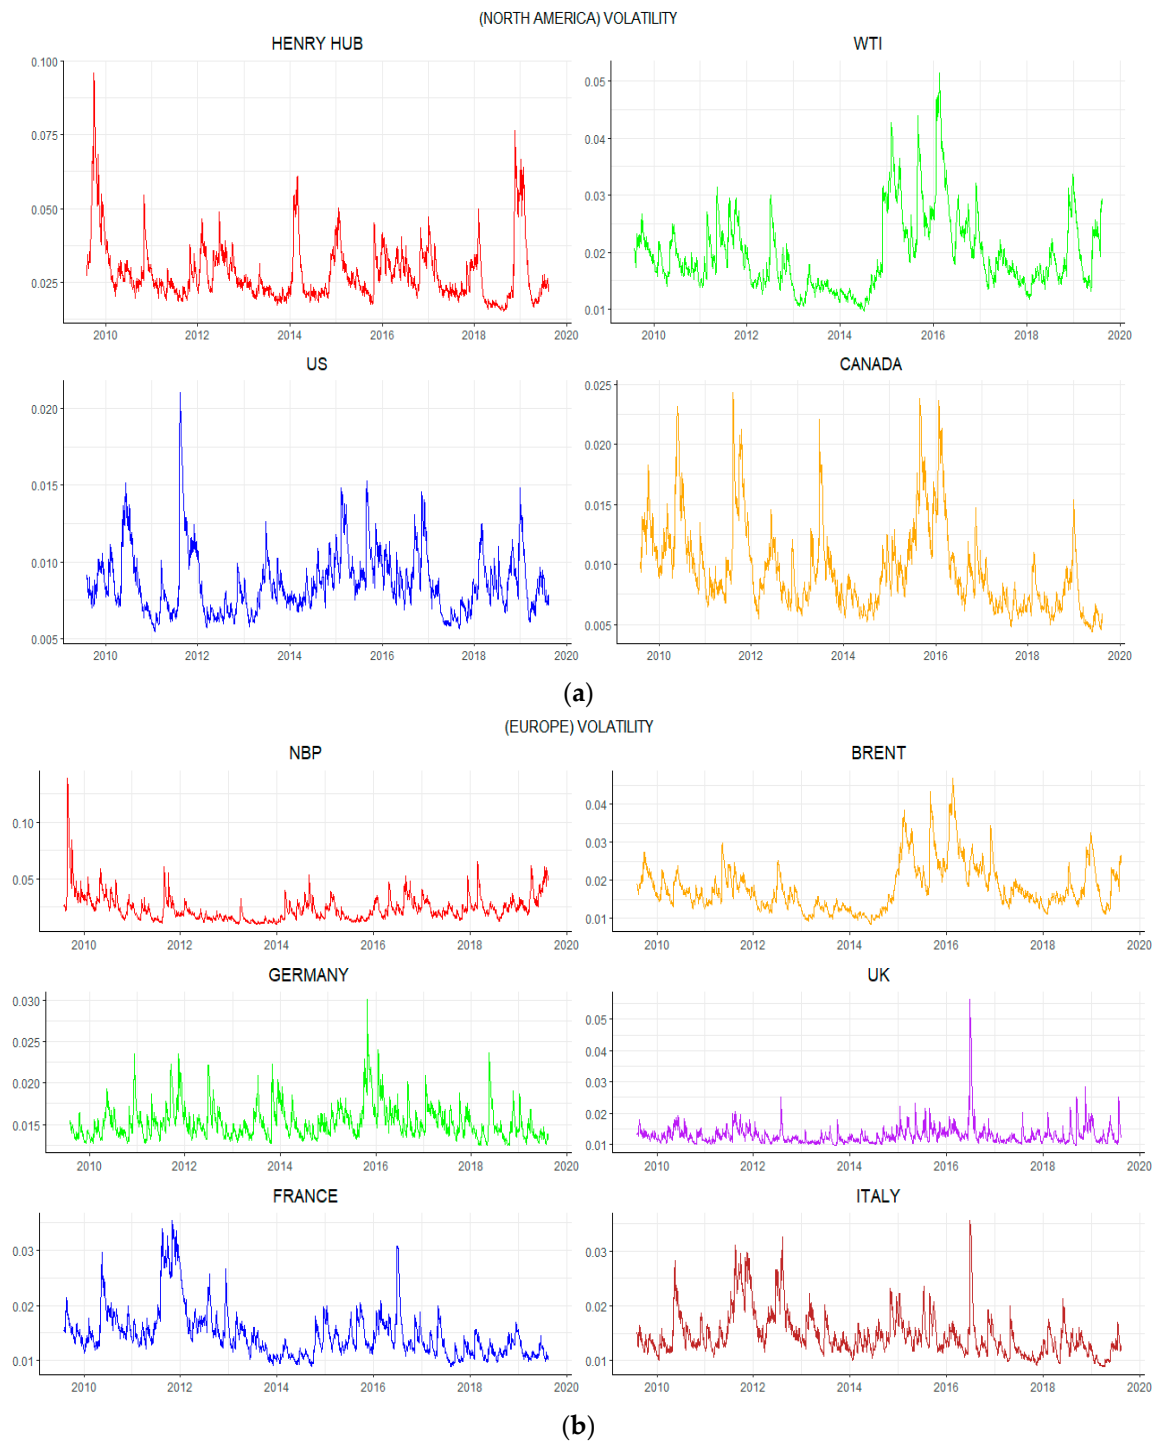 (NORTH AMERICA) VOLATILITY
HENRY HUB
WTI
0.100
0.075
0.050
0.025
0.05
0.04
0.03
0.02
0.01
2010 2012 2014 2016 2018 2020
2010 2012 2014 2016 2018 2020
US
CANADA
0.020
0.015
0.010
0.005
0.025
0.020
0.015
0.010
0.005
2010 2012 2014 2016 2018 2020
2010 2012 2014 2016 2018 2020
(a)
(EUROPE) VOLATILITY
NBP
BRENT
0.10
0.05
0.04
0.03
0.02
0.01
2010 2012 2014 2016 2018 2020
2010 2012 2014 2016 2018 2020
GERMANY
UK
0.030
0.025
0.020
0.015
0.05
0.04
0.03
0.02
0.01
2010 2012 2014 2016 2018 2020
2010 2012 2014 2016 2018 2020
FRANCE
ITALY
0.03
0.02
0.01
0.03
0.02
0.01
2010 2012 2014 2016 2018 2020
2010 2012 2014 2016 2018 2020
(b)